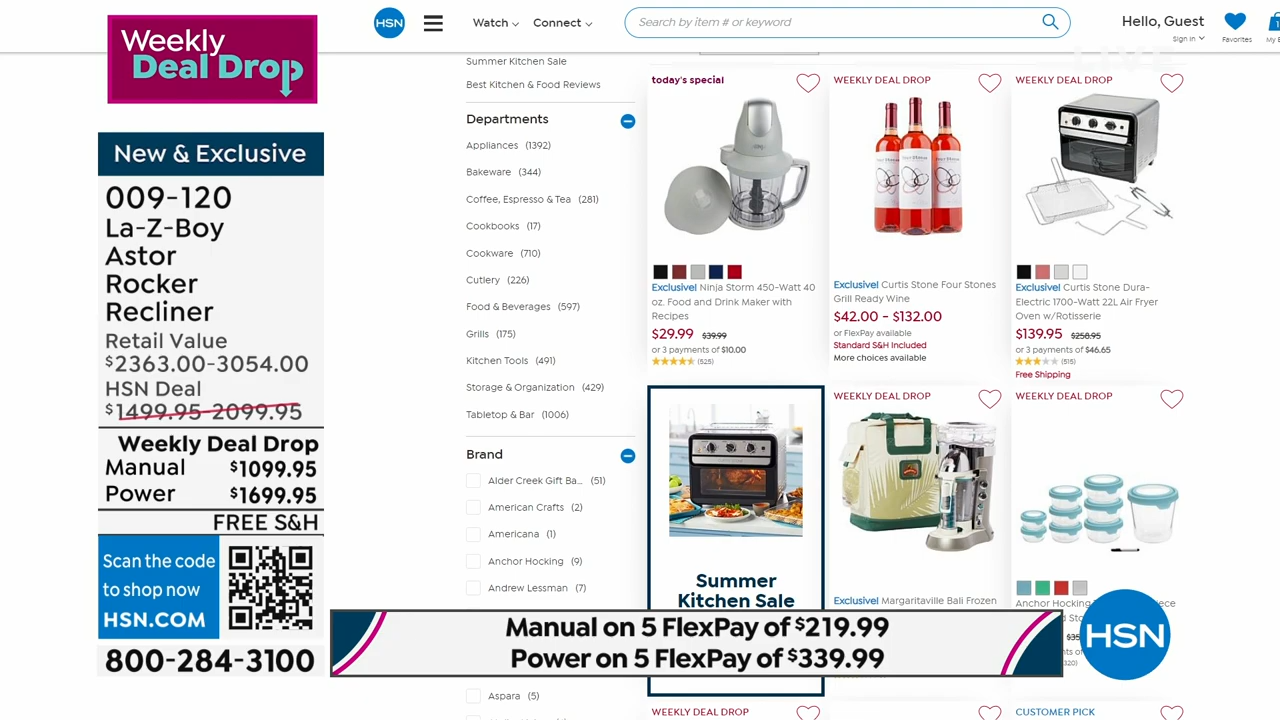 Weekly
Deal Drop
New & Exclusive
009-120
La-Z-Boy
Astor
Rocker
Recliner
Retail Value
$2363.00-3054.00
HSN Deal
$1499.95-2099.95
Weekly Deal Drop
Manual $1099.95
Power $1699.95
FREE S&H
Scan the code
to shop now
HSN.COM
800-284-3100
HSN
Watch
Connect
Search by item # or keyword
Hello, Guest
Sign In
Favorites
LIVE
Summer Kitchen Sale
Best Kitchen & Food Reviews
Departments
Appliances (1392)
Bakeware (344)
Coffee, Espresso & Tea (281)
Cookbooks (17)
Cookware (710)
Cutlery (226)
Food & Beverages (597)
Grills (175)
Kitchen Tools (491)
Storage & Organization (429)
Tabletop & Bar (1006)
Brand
Alder Creek Gift Ba... (51)
American Crafts (2)
Americana (1)
Anchor Hocking (9)
Andrew Lessman (7)
Aspara (5)
today's special
Exclusive! Ninja Storm 450-Watt 40
oz. Food and Drink Maker with
Recipes
$29.99 $39.99
or 3 payments of $10.00
(525)
WEEKLY DEAL DROP
Exclusive! Curtis Stone Four Stones
Grill Ready Wine
$42.00 - $132.00
or FlexPay available
Standard S&H Included
More choices available
WEEKLY DEAL DROP
Exclusive! Curtis Stone Dura-
Electric 1700-Watt 22L Air Fryer
Oven w/Rotisserie
$139.95 $258.95
or 3 payments of $46.65
(515)
Free Shipping
Summer
Kitchen Sale
WEEKLY DEAL DROP
Exclusive! Margaritaville Bali Frozen
WEEKLY DEAL DROP
Anchor Hocking
WEEKLY DEAL DROP
CUSTOMER PICK
Manual on 5 FlexPay of $219.99
Power on 5 FlexPay of $339.99
HSN